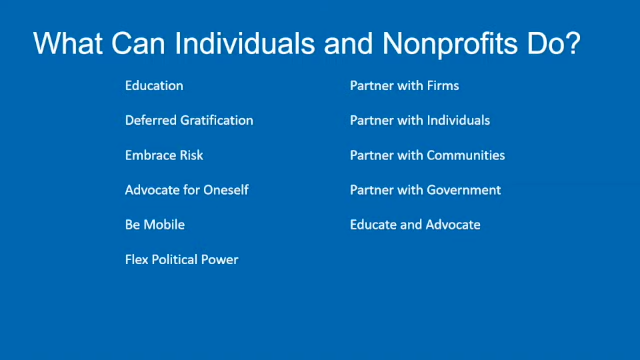 What Can Individuals and Nonprofits Do?
Education
Deferred Gratification
Embrace Risk
Advocate for Oneself
Be Mobile
Flex Political Power
Partner with Firms
Partner with Individuals
Partner with Communities
Partner with Government
Educate and Advocate